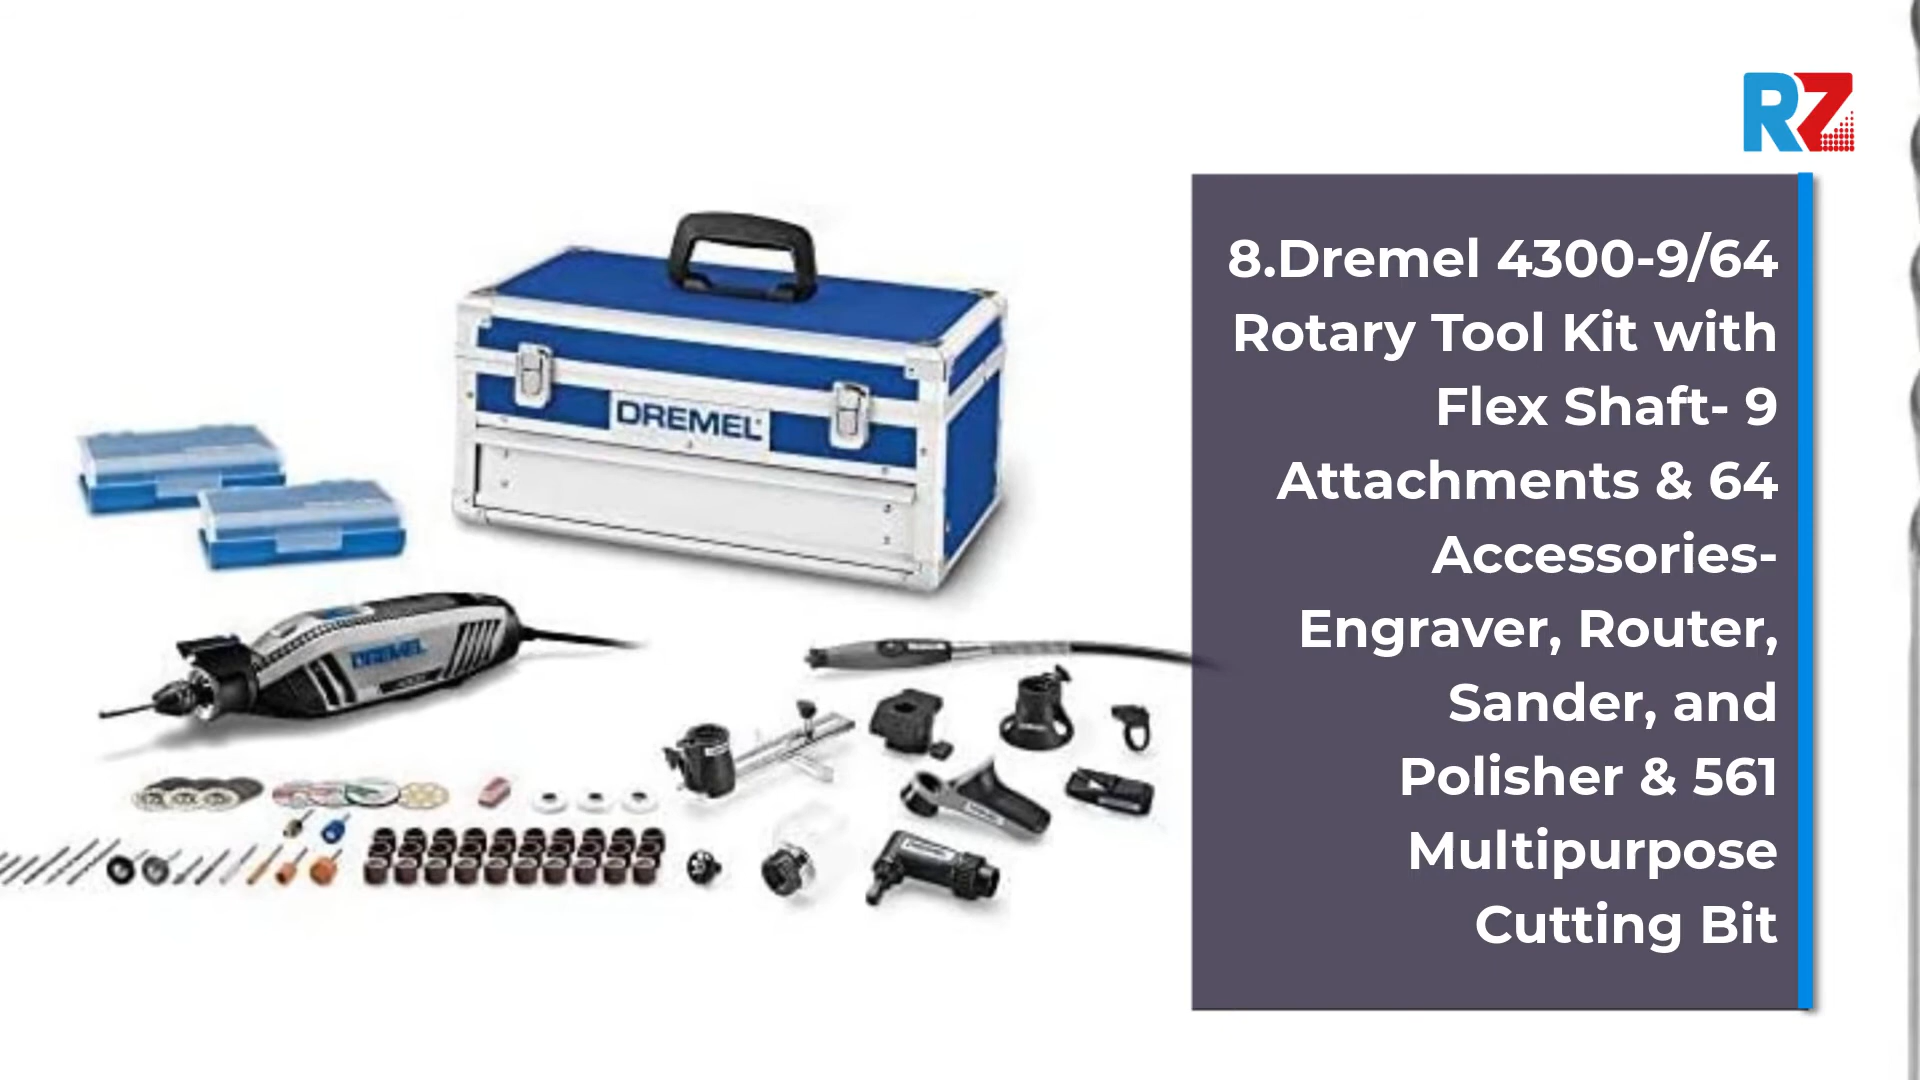 RZ
8.Dremel 4300-9/64
Rotary Tool Kit with
Flex Shaft- 9
Attachments & 64
Accessories-
Engraver, Router,
Sander, and
Polisher & 561
Multipurpose
Cutting Bit
DREMEL
DREMEL